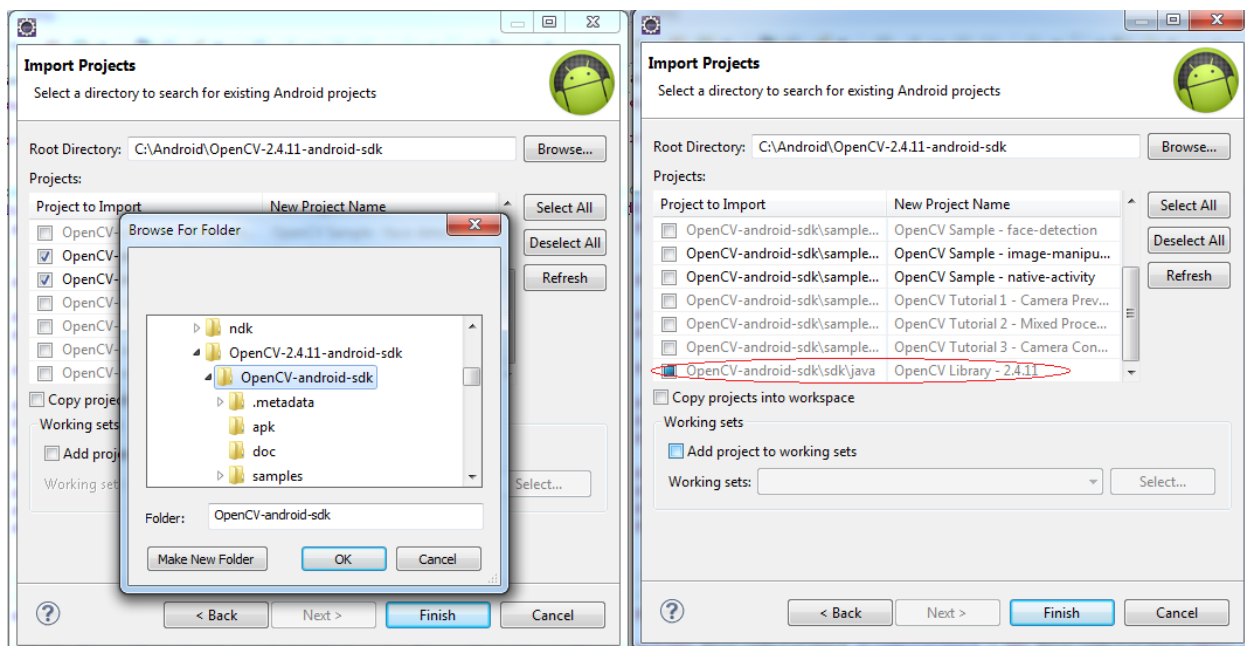 Import Projects
Select a directory to search for existing Android projects
Root Directory: C:\Android\OpenCV-2.4.11-android-sdk Browse...
Projects:
Project to Import New Project Name Select All
OpenCV-
OpenCV- Deselect All
OpenCV- Refresh
OpenCV-
OpenCV-
OpenCV-
OpenCV-
Copy projec
Working sets
Add proje
Working set Select...
< Back Next > Finish Cancel
Browse For Folder
ndk
OpenCV-2.4.11-android-sdk
OpenCV-android-sdk
.metadata
apk
doc
samples
Folder: OpenCV-android-sdk
Make New Folder OK Cancel
Import Projects
Select a directory to search for existing Android projects
Root Directory: C:\Android\OpenCV-2.4.11-android-sdk Browse...
Projects:
Project to Import New Project Name Select All
OpenCV-android-sdk\sample... OpenCV Sample - face-detection
OpenCV-android-sdk\sample... OpenCV Sample - image-manipu... Deselect All
OpenCV-android-sdk\sample... OpenCV Sample - native-activity Refresh
OpenCV-android-sdk\sample... OpenCV Tutorial 1 - Camera Prev...
OpenCV-android-sdk\sample... OpenCV Tutorial 2 - Mixed Proce...
OpenCV-android-sdk\sample... OpenCV Tutorial 3 - Camera Con...
OpenCV-android-sdk\sdk\java OpenCV Library - 2.4.11
Copy projects into workspace
Working sets
Add project to working sets
Working sets: Select...
< Back Next > Finish Cancel